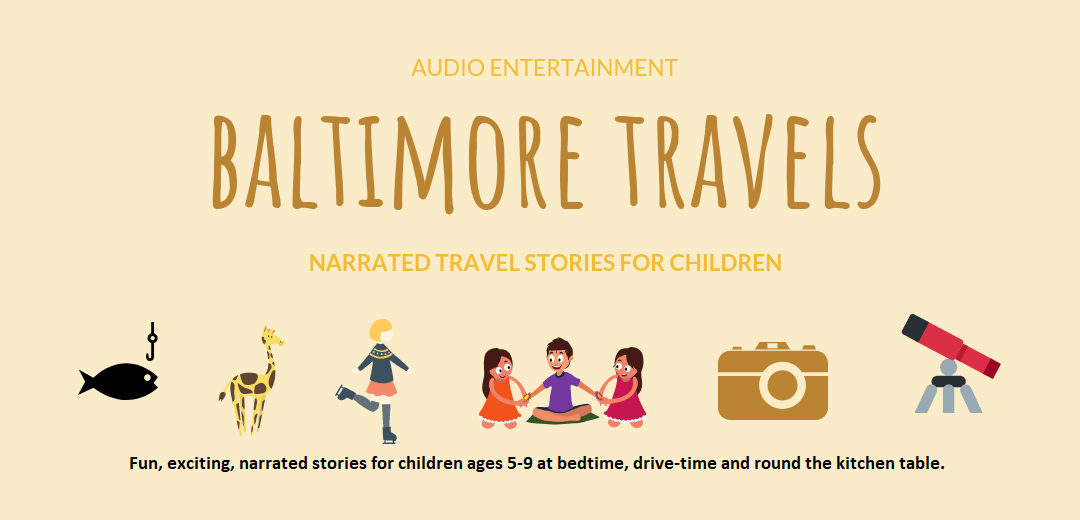 AUDIO ENTERTAINMENT
BALTIMORE TRAVELS
NARRATED TRAVEL STORIES FOR CHILDREN
Fun, exciting, narrated stories for children ages 5-9 at bedtime, drive-time and round the kitchen table.